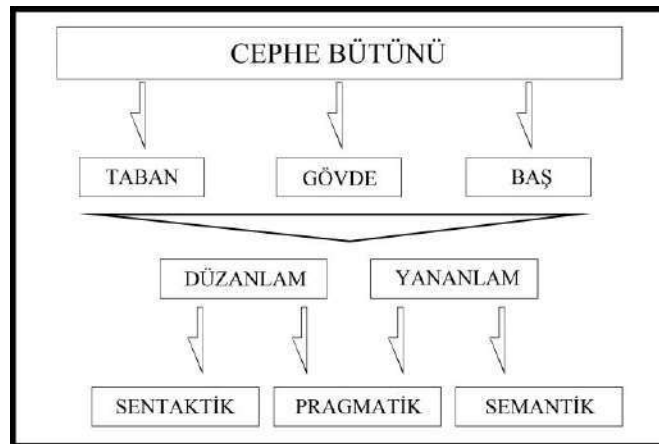 CEPHE BÜTÜNÜ
TABAN
GÖVDE
BAŞ
DÜZANLAM
YANANLAM
SENTAKTİK
PRAGMATİK
SEMANTİK